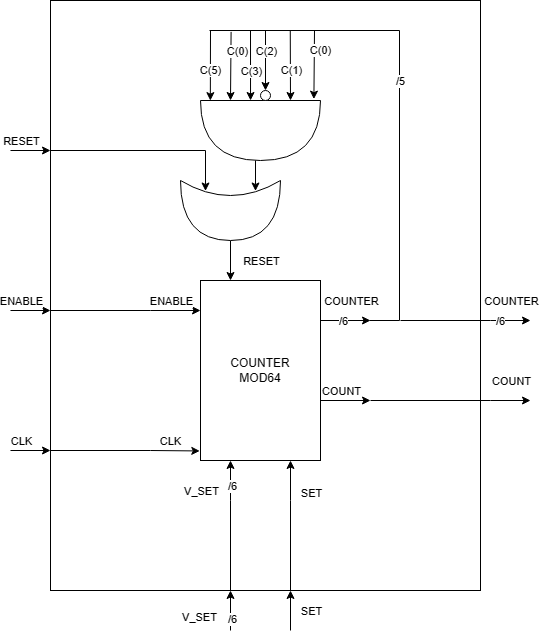 C(0) C(2) C(0)
C(5) C(3) C(1)
/5
RESET
RESET
ENABLE ENABLE COUNTER COUNTER
/6 /6
COUNTER
MOD64
COUNT COUNT
CLK CLK
V_SET /6 SET
V_SET /6 SET